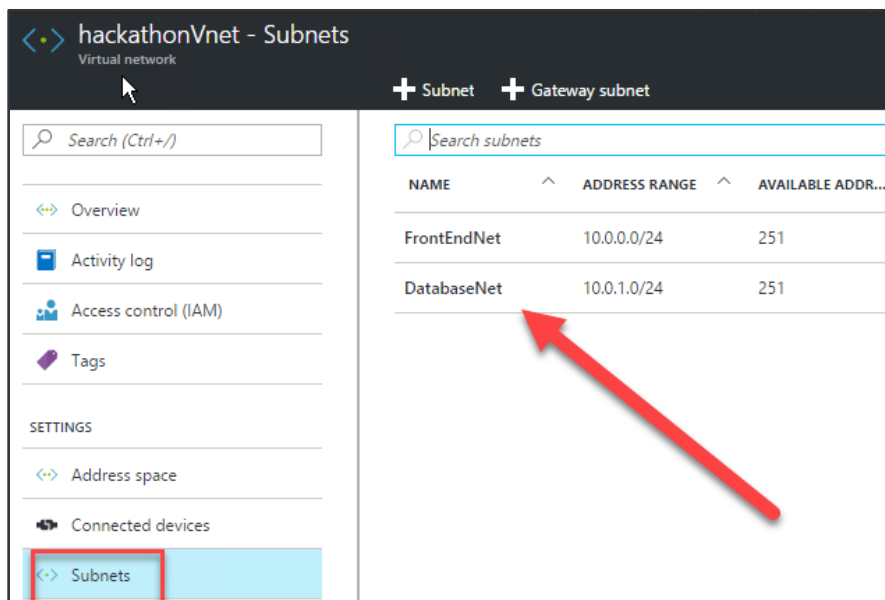 hackathonVnet - Subnets
Virtual network
Subnet Gateway subnet
Search (Ctrl+/)
Overview
Activity log
Access control (IAM)
Tags
SETTINGS
Address space
Connected devices
Subnets
Search subnets
NAME ADDRESS RANGE AVAILABLE ADDR...
FrontEndNet 10.0.0.0/24 251
DatabaseNet 10.0.1.0/24 251